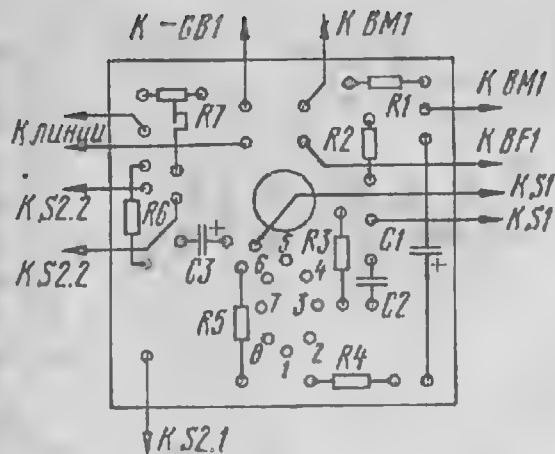 К -GB1
К BM1
R7
R1
К BM1
К линии
R2
К BF1
К S2.2
R6
К S1
К S1
К S2.2
C3
R3
C1
5
6
4
7
3
C2
R5
8
2
1
R4
К S2.1